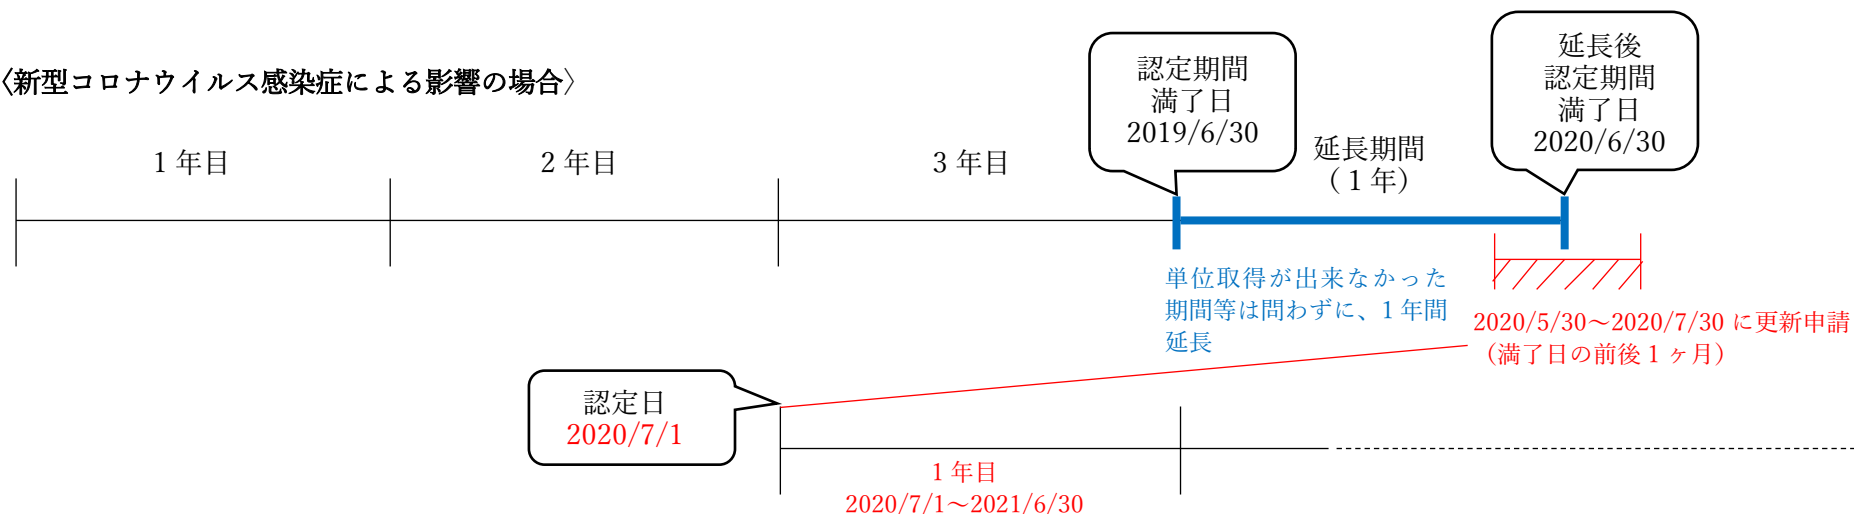 〈新型コロナウイルス感染症による影響の場合〉
1 年目
2 年目
3 年目
認定期間
満了日
2019/6/30
延長期間
（1 年）
延長後
認定期間
満了日
2020/6/30
単位取得が出来なかった
期間等は問わずに、1 年間
延長
2020/5/30～2020/7/30 に更新申請
（満了日の前後 1 ヶ月）
認定日
2020/7/1
1 年目
2020/7/1～2021/6/30